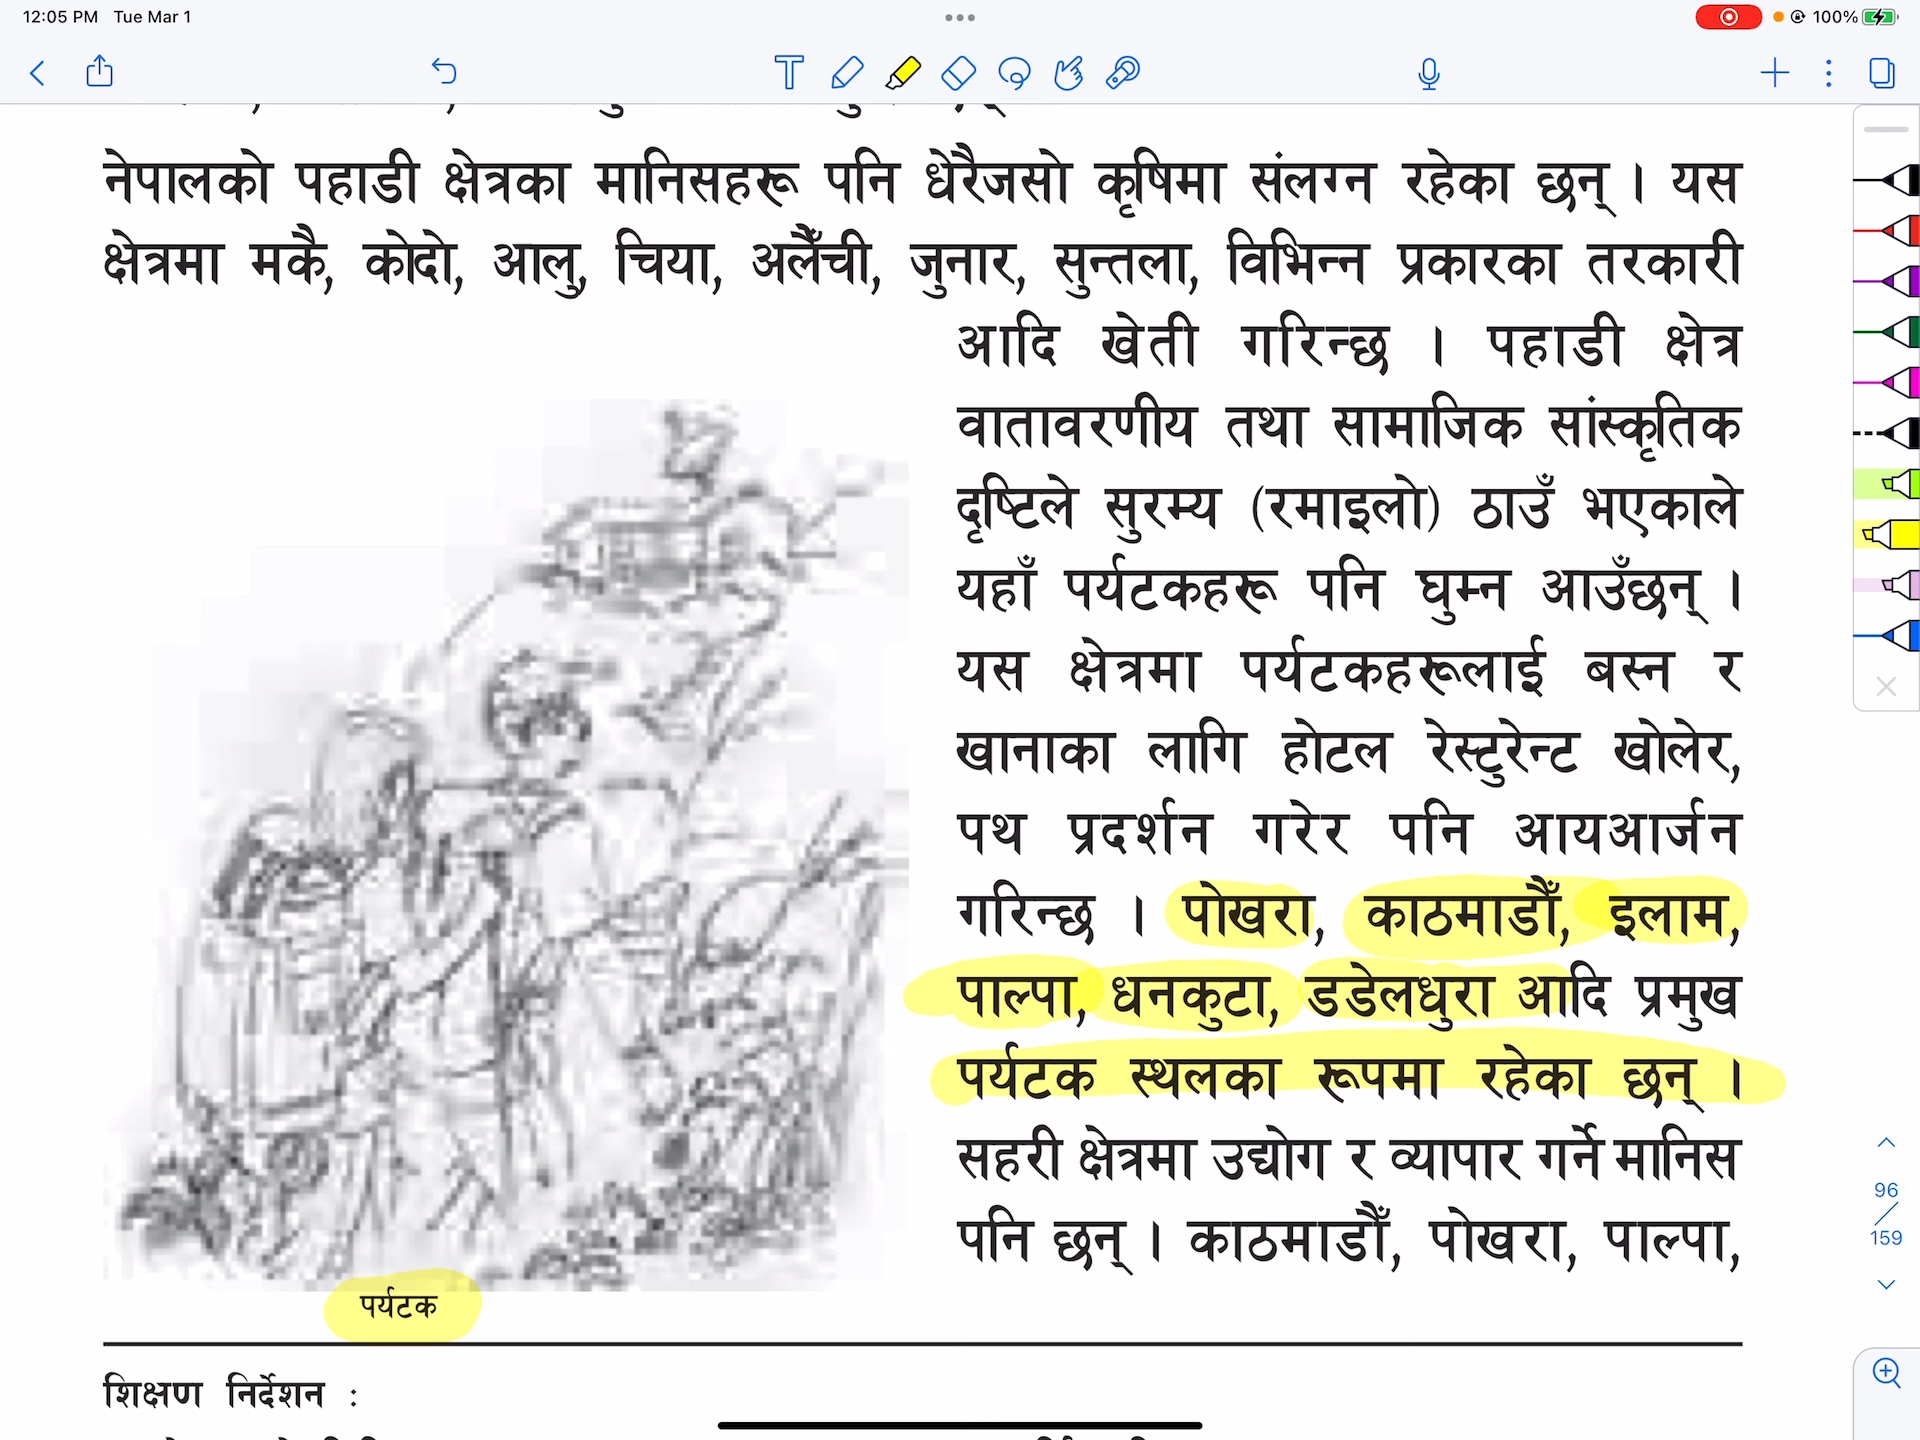 12:05 PM Tue Mar 1
100%
नेपालको पहाडी क्षेत्रका मानिसहरू पनि धेरैजसो कृषिमा संलग्न रहेका छन् । यस
क्षेत्रमा मकै, कोदो, आलु, चिया, अलैँची, जुनार, सुन्तला, विभिन्न प्रकारका तरकारी
आदि खेती गरिन्छ । पहाडी क्षेत्र
वातावरणीय तथा सामाजिक सांस्कृतिक
दृष्टिले सुरम्य (रमाइलो) ठाउँ भएकाले
यहाँ पर्यटकहरू पनि घुम्न आउँछन् ।
यस क्षेत्रमा पर्यटकहरूलाई बस्न र
खानाका लागि होटल रेस्टुरेन्ट खोलेर,
पथ प्रदर्शन गरेर पनि आयआर्जन
गरिन्छ । पोखरा, काठमाडौँ, इलाम,
पाल्पा, धनकुटा, डडेलधुरा आदि प्रमुख
पर्यटक स्थलका रूपमा रहेका छन् ।
सहरी क्षेत्रमा उद्योग र व्यापार गर्ने मानिस
पनि छन् । काठमाडौँ, पोखरा, पाल्पा,
पर्यटक
शिक्षण निर्देशन :
96
159